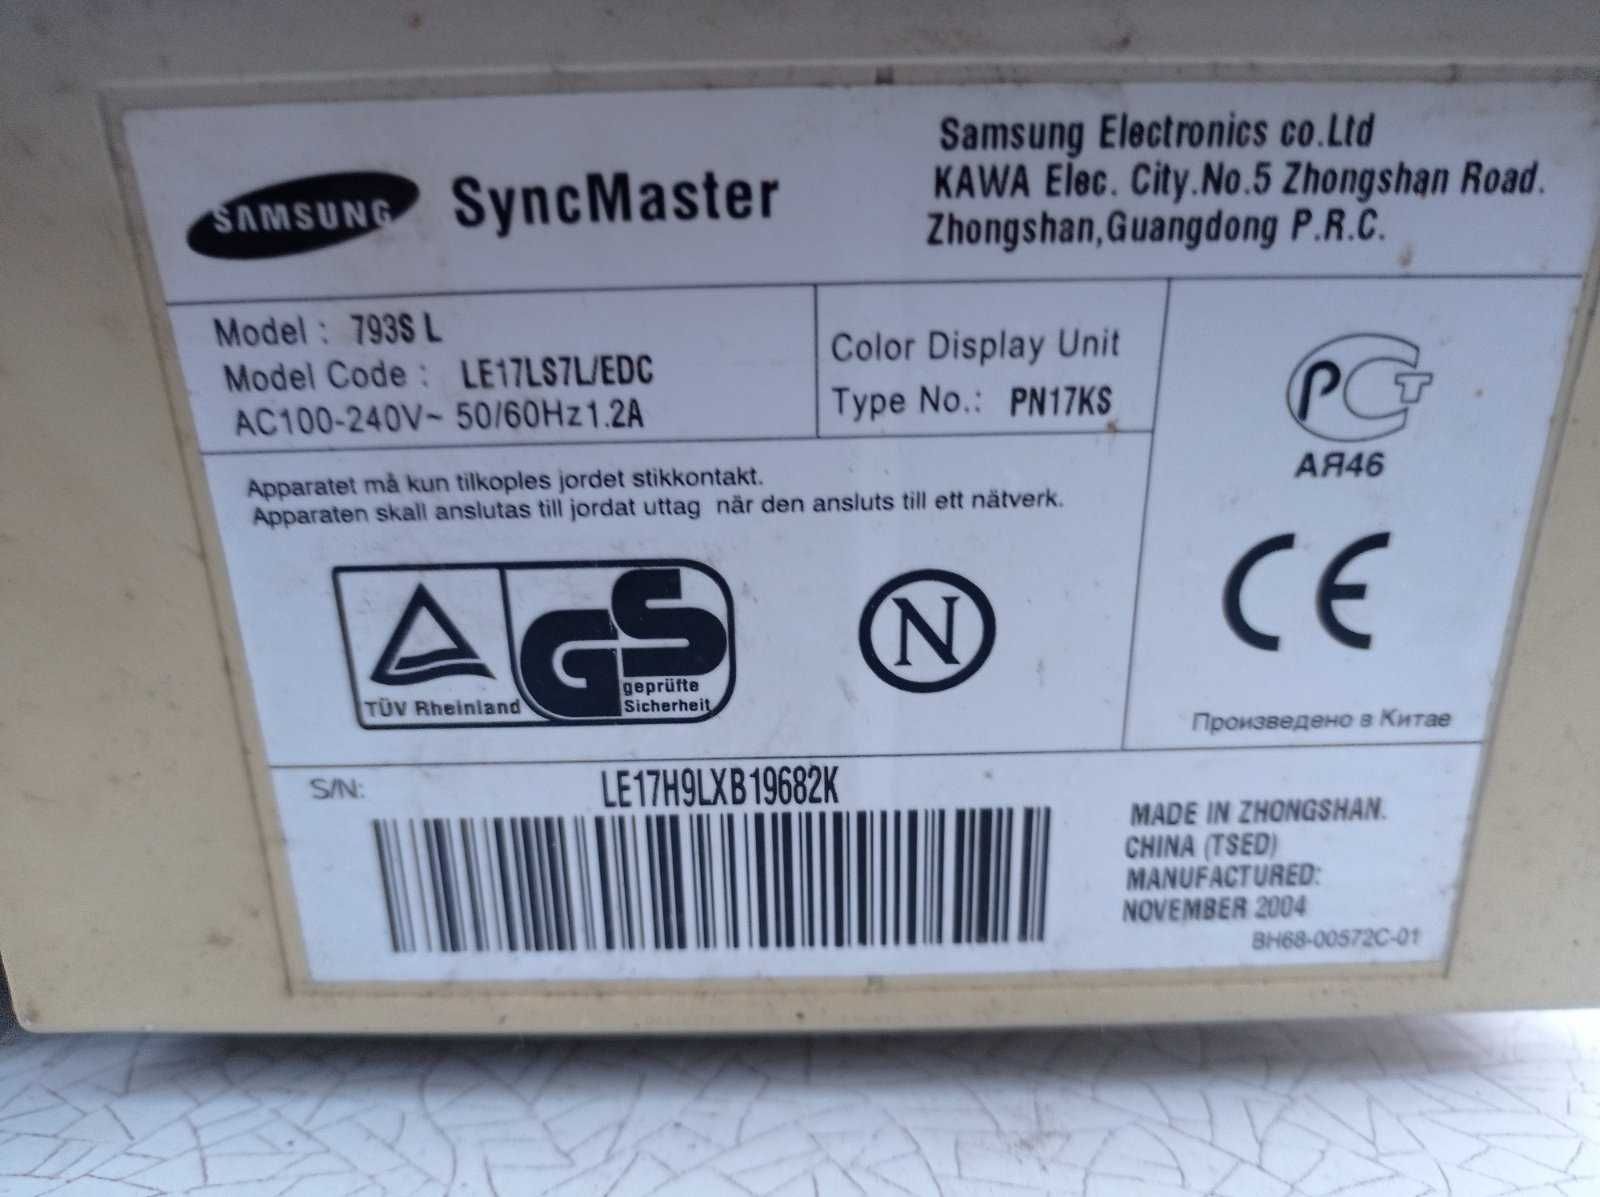 SAMSUNG SyncMaster
Samsung Electronics co.Ltd
KAWA Elec. City.No.5 Zhongshan Road.
Zhongshan,Guangdong P.R.C.
Model : 793S L
Model Code : LE17LS7L/EDC
AC100-240V~ 50/60Hz1.2A
Color Display Unit
Type No.: PN17KS
РСТ
АЯ46
Apparatet må kun tilkoples jordet stikkontakt.
Apparaten skall anslutas till jordat uttag när den ansluts till ett nätverk.
TÜV Rheinland
GS
geprüfte
Sicherheit
N
CE
Произведено в Китае
S/N: LE17H9LXB19682K
MADE IN ZHONGSHAN.
CHINA (TSED)
MANUFACTURED:
NOVEMBER 2004
BH68-00572C-01